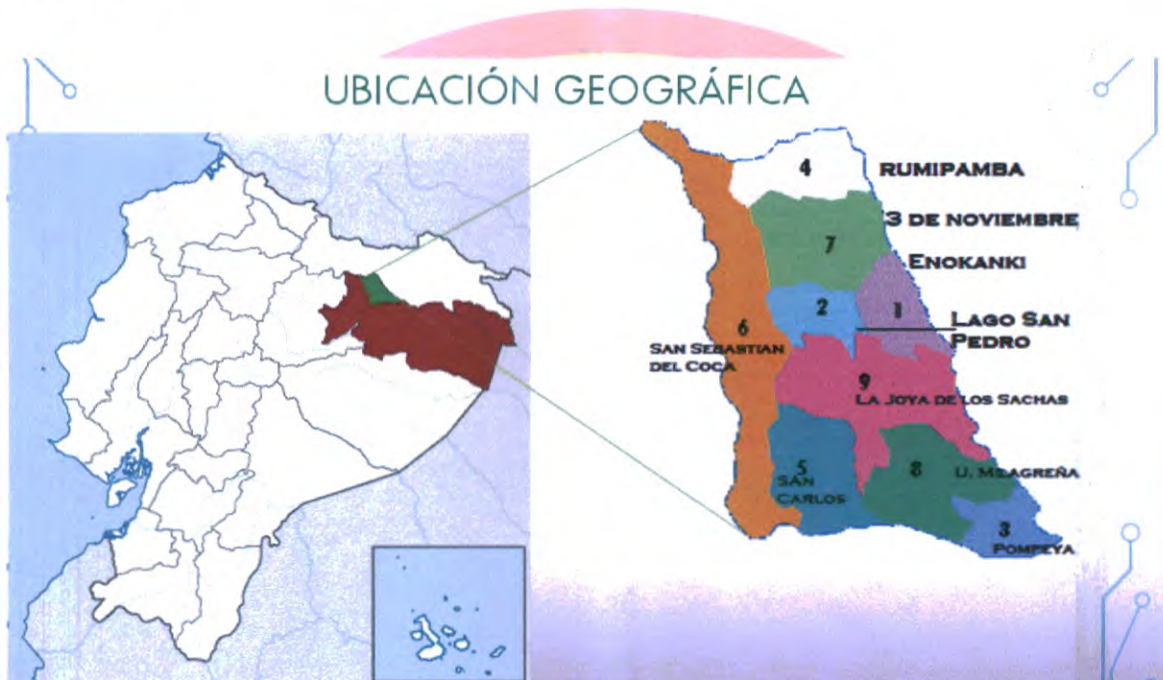 UBICACIÓN GEOGRÁFICA
4
RUMIPAMBA
3 DE NOVIEMBRE
7
ENOKANKI
2
1
LAGO SAN
PEDRO
6
SAN SEBASTIAN
DEL COCA
9
LA JOYA DE LOS SACHAS
5
SAN
CARLOS
8
U. MILAGREÑA
3
POMPEYA